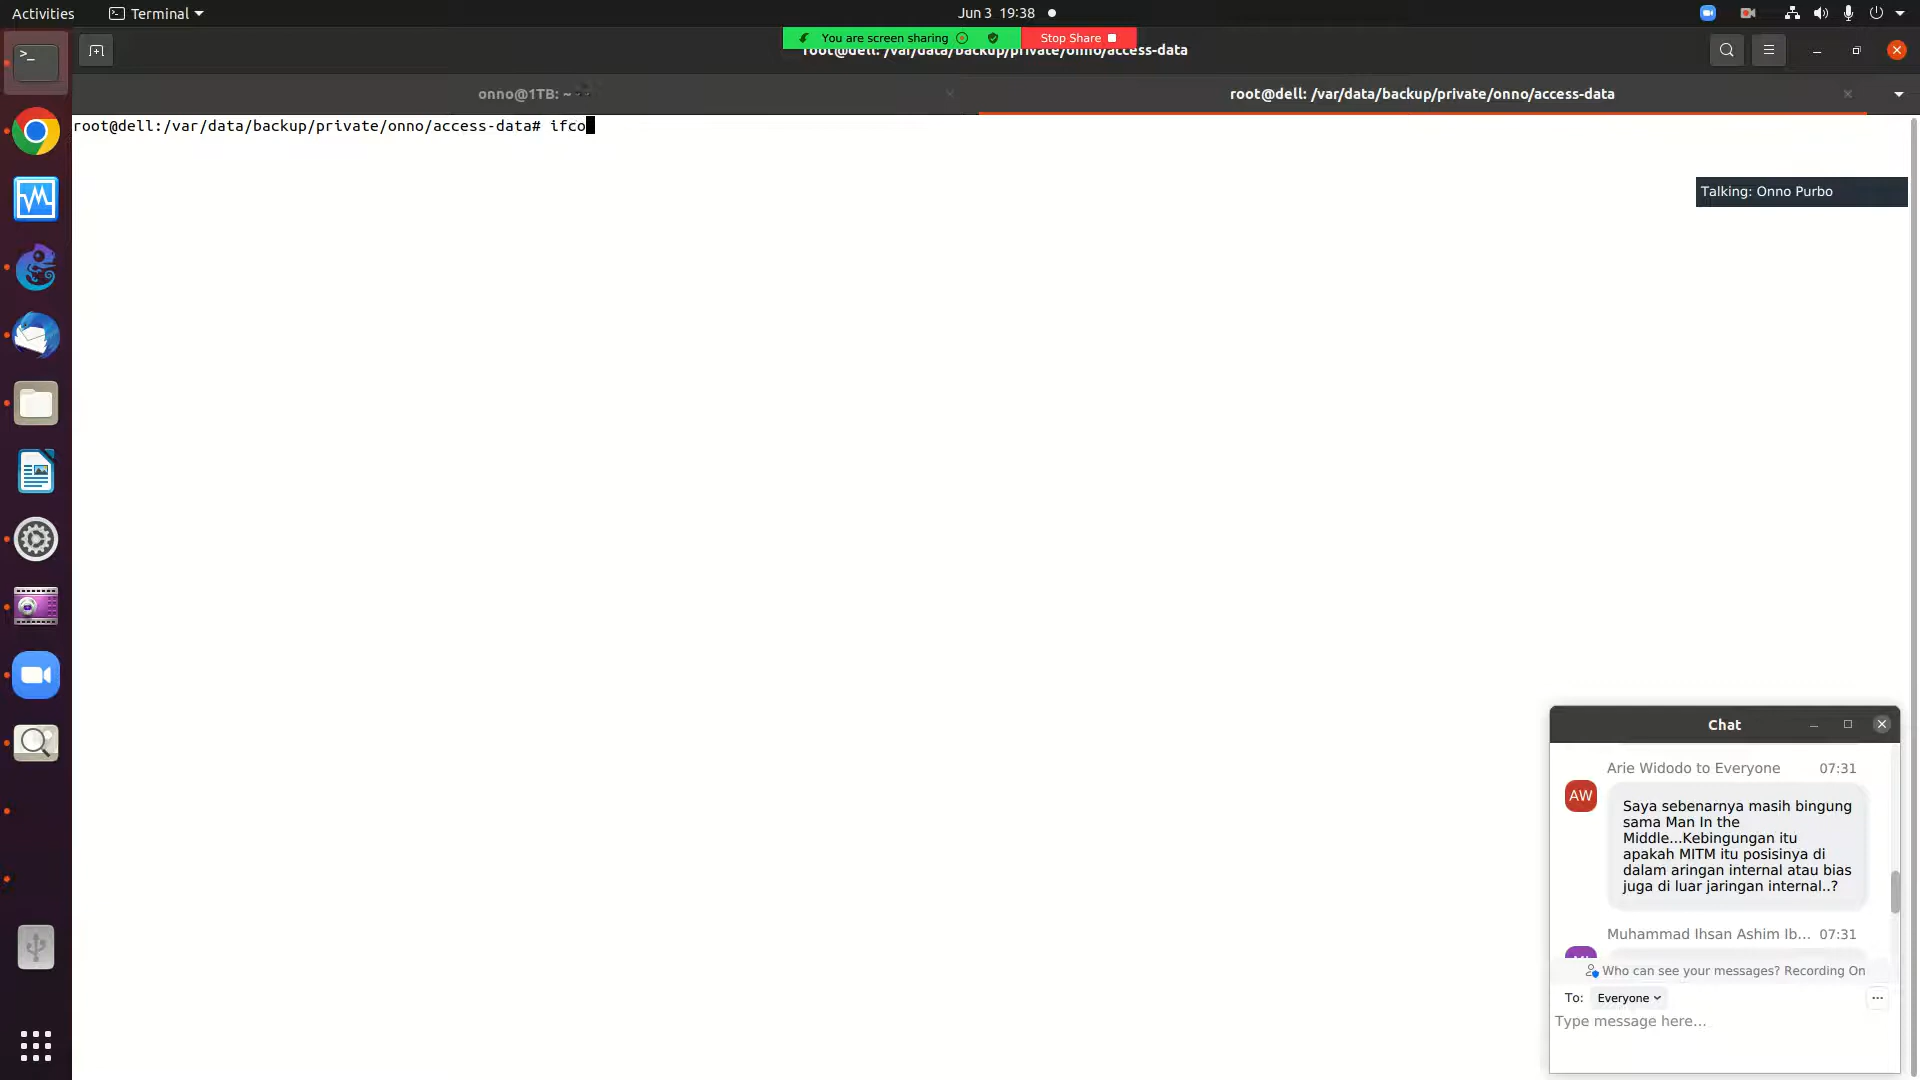 Activities
Terminal
Jun 3 19:38
You are screen sharing
Stop Share
root@dell: /var/data/backup/private/onno/access-data
onno@1TB: ~
root@dell: /var/data/backup/private/onno/access-data
root@dell:/var/data/backup/private/onno/access-data# ifco
Talking: Onno Purbo
Chat
Arie Widodo to Everyone 07:31
AW
Saya sebenarnya masih bingung
sama Man In the
Middle...Kebingungan itu
apakah MITM itu posisinya di
dalam aringan internal atau bias
juga di luar jaringan internal..?
Muhammad Ihsan Ashim Ib... 07:31
Who can see your messages? Recording On
To: Everyone
Type message here...